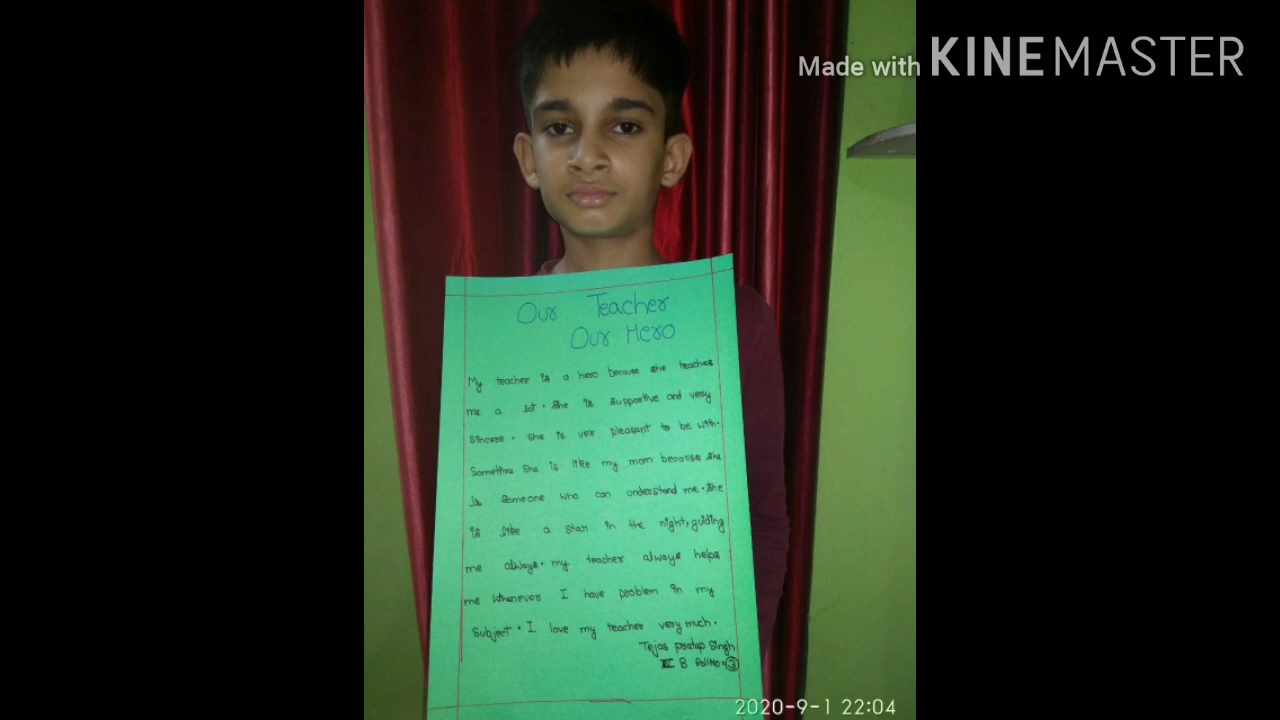 Made with KINEMASTER
Our Teacher
Our Hero
My teacher is a hero because she teaches
me a lot. She is supportive and very
Sincere. She is ver pleasant to be with.
Sometime She is like my mom because she
is someone who can understand me. She
is like a star in the night, guiding
me always. my teacher always helps
me Whenever I have problem in my
Subject. I love my teacher very much.
Tejas pratap Singh
B RollNo = 3
2020-9-1 22:04